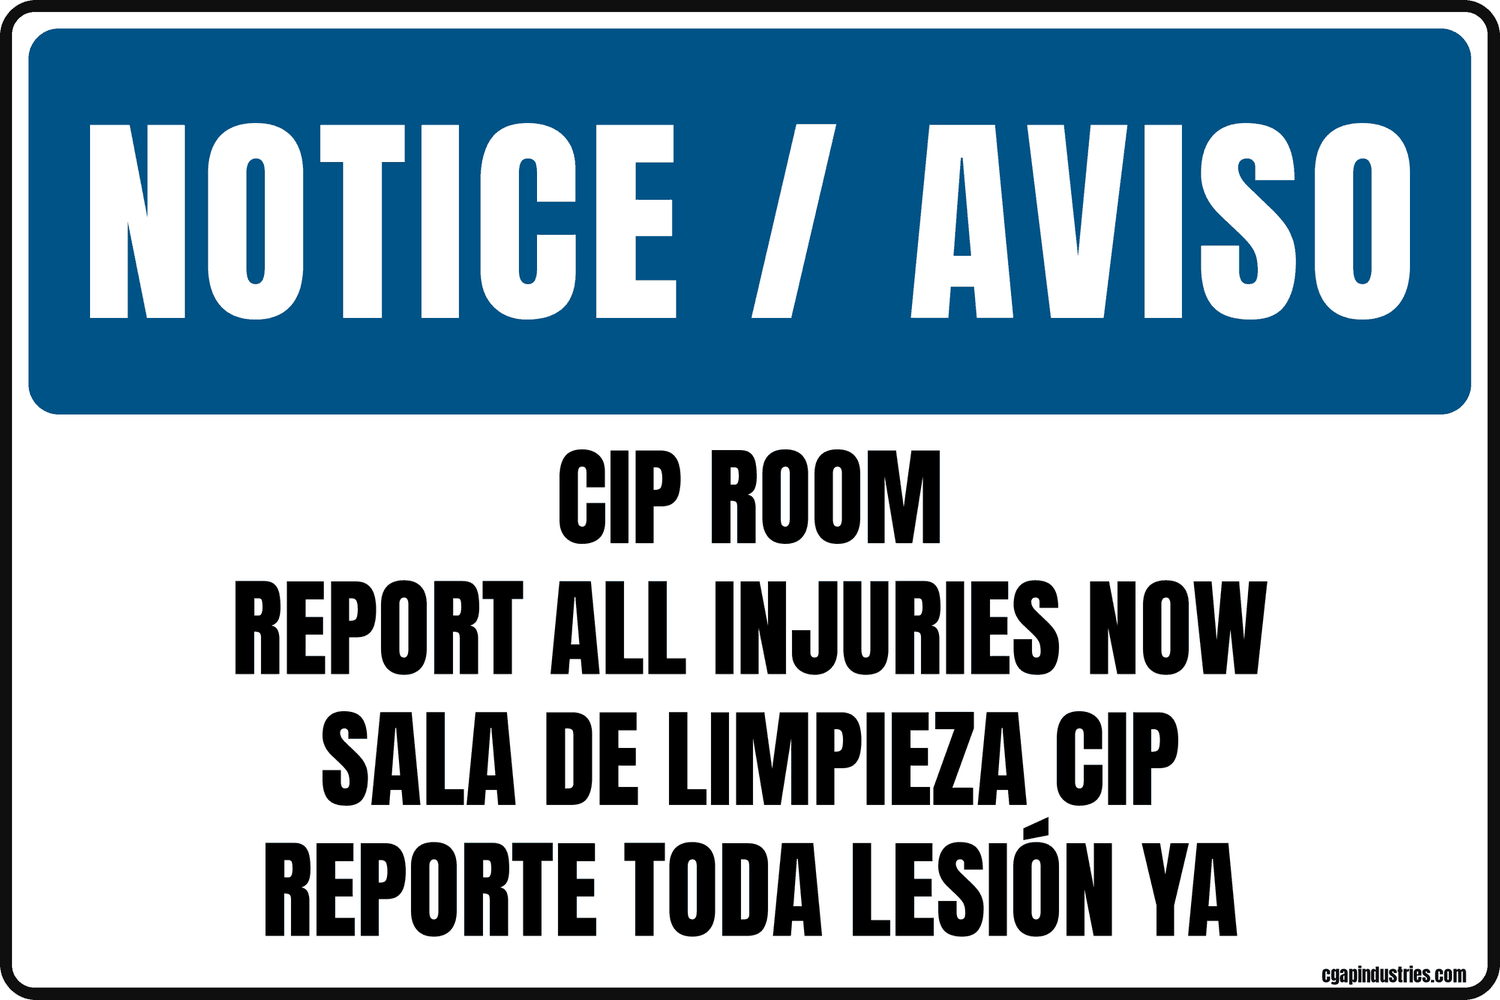 NOTICE / AVISO
CIP ROOM
REPORT ALL INJURIES NOW
SALA DE LIMPIEZA CIP
REPORTE TODA LESIÓN YA
cgapindustries.com